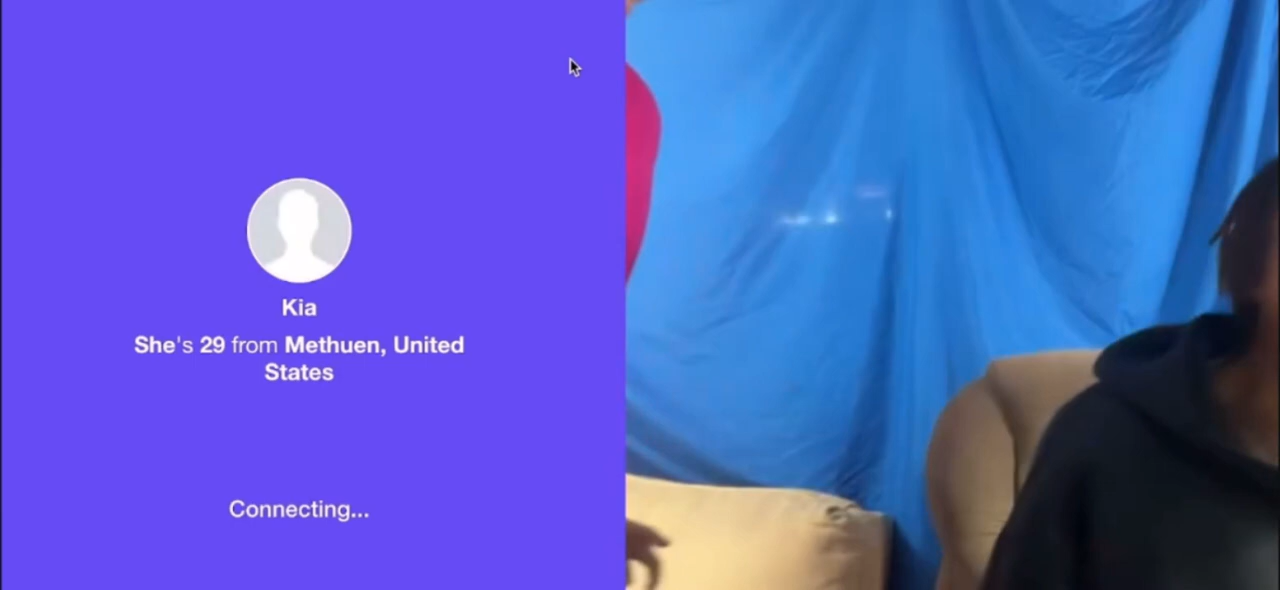 Kia
She's 29 from Methuen, United
States
Connecting...